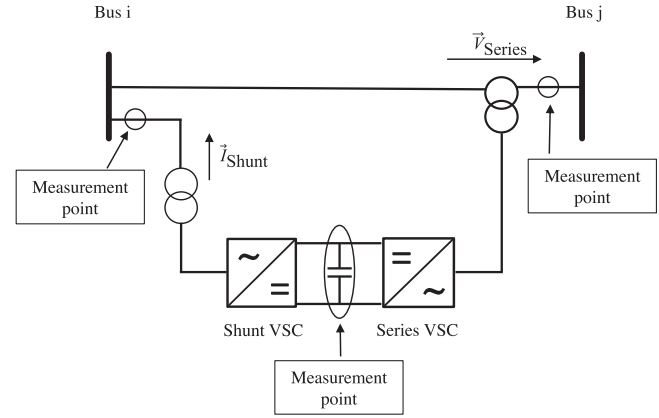 Bus i
Bus j
V⃗Series
I⃗Shunt
Measurement
point
Measurement
point
Shunt VSC
Series VSC
Measurement
point